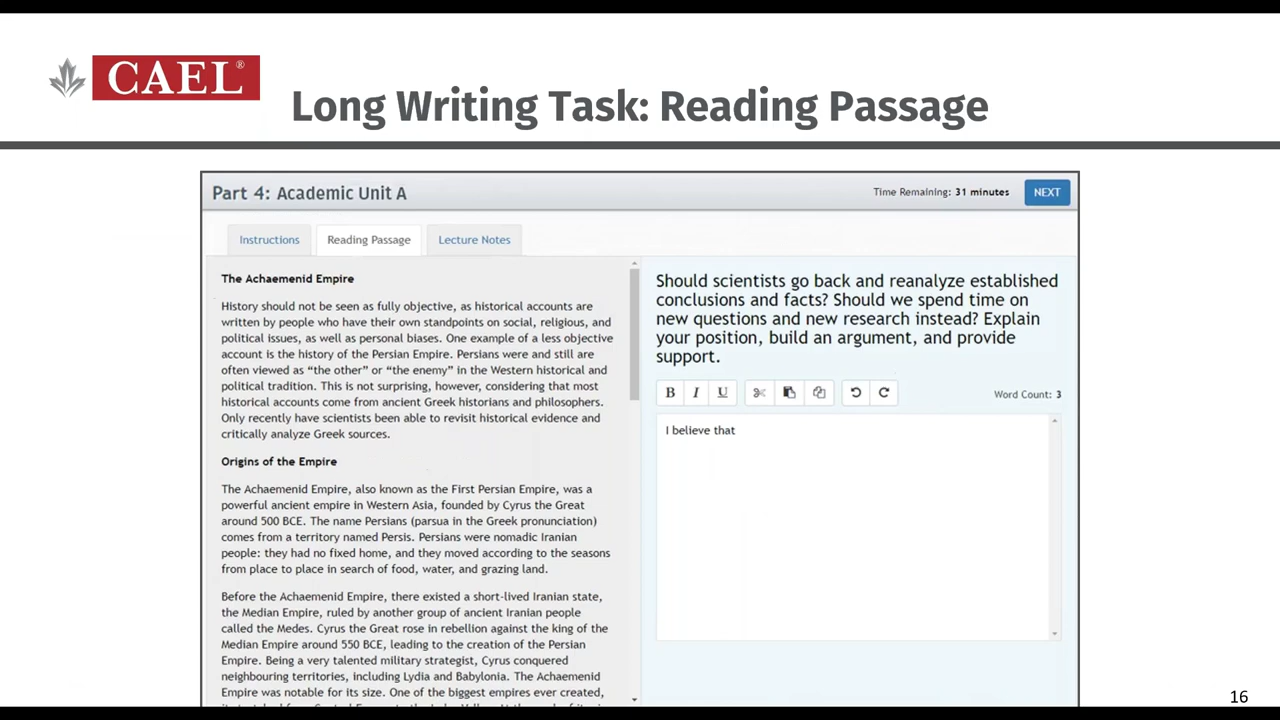 CAEL®
Long Writing Task: Reading Passage
Part 4: Academic Unit A
Time Remaining: 31 minutes
NEXT
Instructions
Reading Passage
Lecture Notes
The Achaemenid Empire
History should not be seen as fully objective, as historical accounts are
written by people who have their own standpoints on social, religious, and
political issues, as well as personal biases. One example of a less objective
account is the history of the Persian Empire. Persians were and still are
often viewed as “the other” or “the enemy” in the Western historical and
political tradition. This is not surprising, however, considering that most
historical accounts come from ancient Greek historians and philosophers.
Only recently have scientists been able to revisit historical evidence and
critically analyze Greek sources.
Origins of the Empire
The Achaemenid Empire, also known as the First Persian Empire, was a
powerful ancient empire in Western Asia, founded by Cyrus the Great
around 500 BCE. The name Persians (parsua in the Greek pronunciation)
comes from a territory named Persis. Persians were nomadic Iranian
people: they had no fixed home, and they moved according to the seasons
from place to place in search of food, water, and grazing land.
Before the Achaemenid Empire, there existed a short-lived Iranian state,
the Median Empire, ruled by another group of ancient Iranian people
called the Medes. Cyrus the Great rose in rebellion against the king of the
Median Empire around 550 BCE, leading to the creation of the Persian
Empire. Being a very talented military strategist, Cyrus conquered
neighbouring territories, including Lydia and Babylonia. The Achaemenid
Empire was notable for its size. One of the biggest empires ever created,
Should scientists go back and reanalyze established
conclusions and facts? Should we spend time on
new questions and new research instead? Explain
your position, build an argument, and provide
support.
B I U
Word Count: 3
I believe that
16